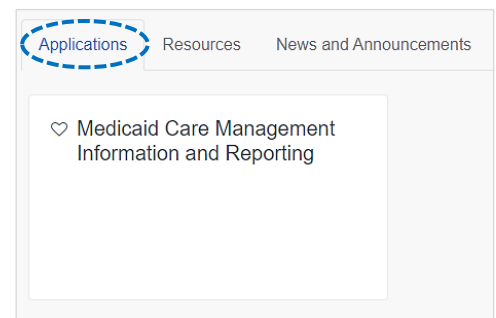 Applications Resources News and Announcements
Medicaid Care Management
Information and Reporting